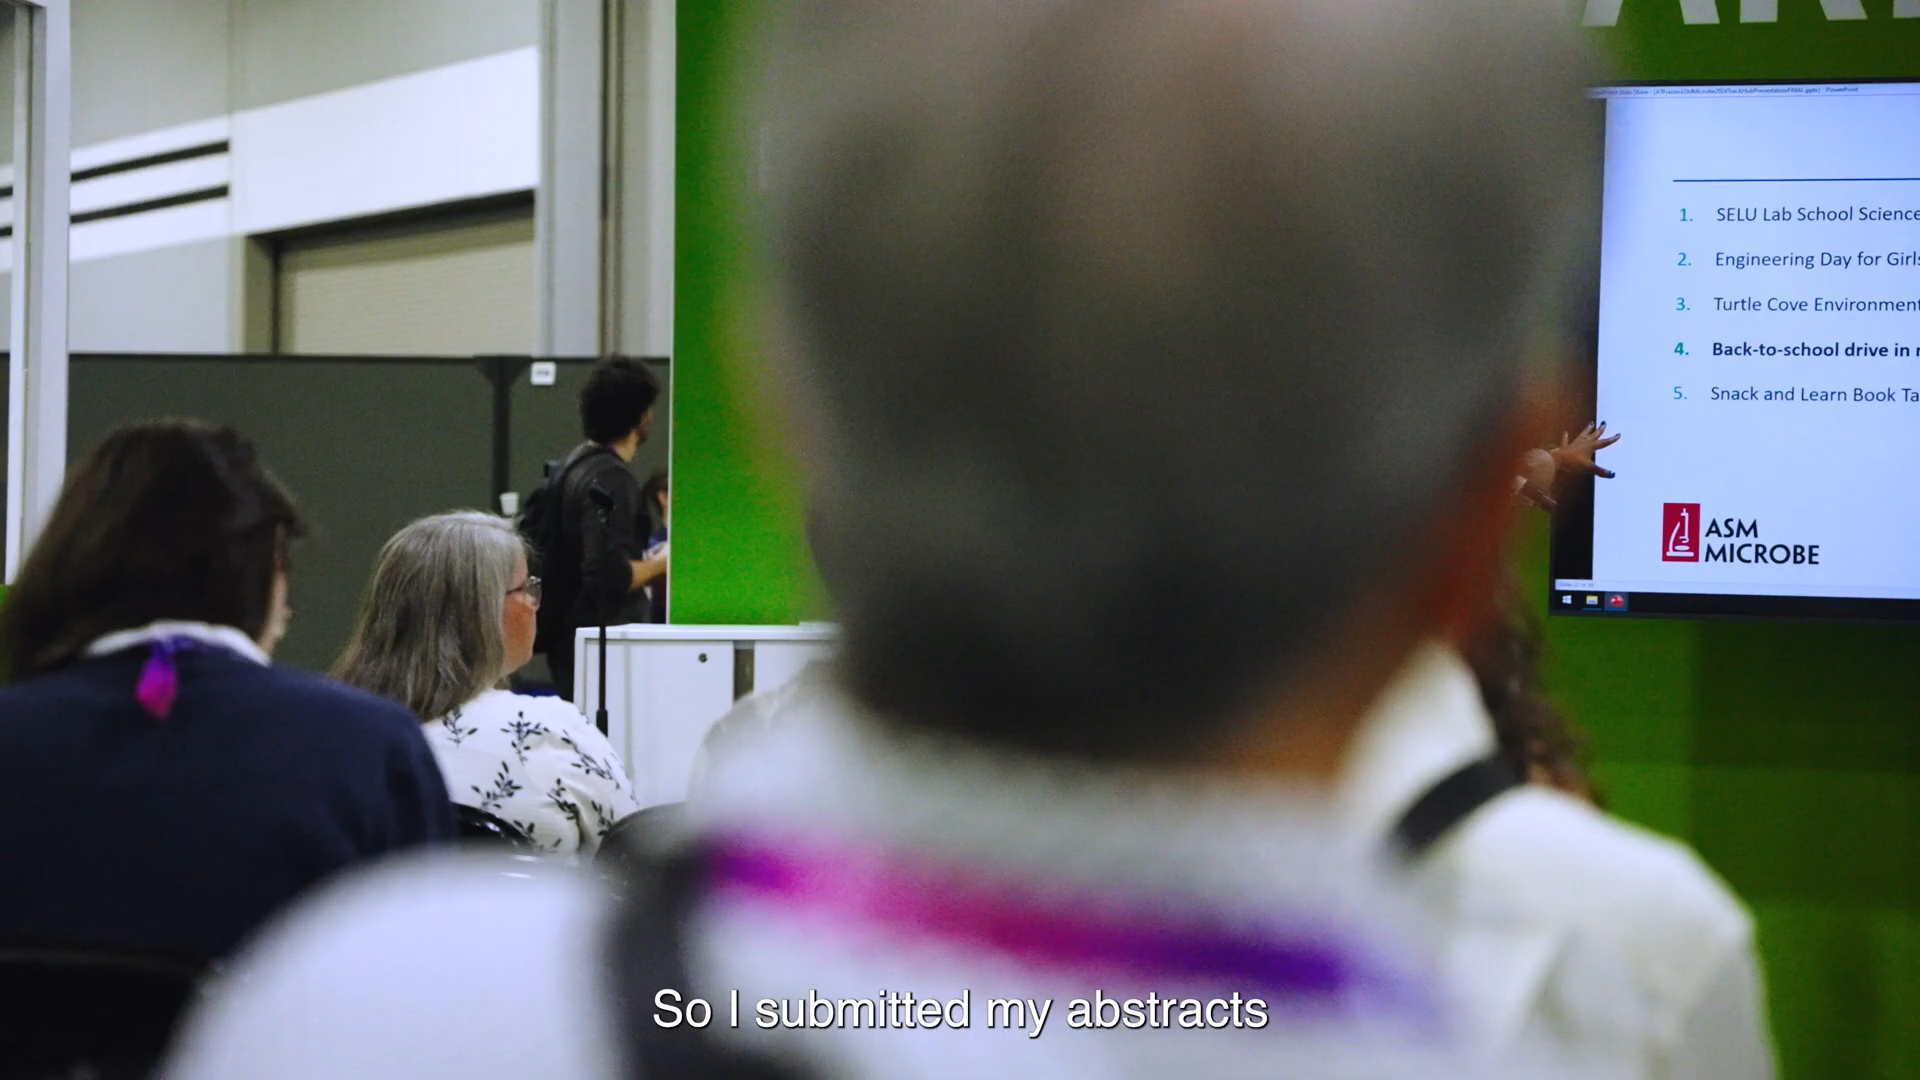 1. SELU Lab School Science
2. Engineering Day for Girls
3. Turtle Cove Environment
4. Back-to-school drive in
5. Snack and Learn Book Ta
ASM
MICROBE
So I submitted my abstracts